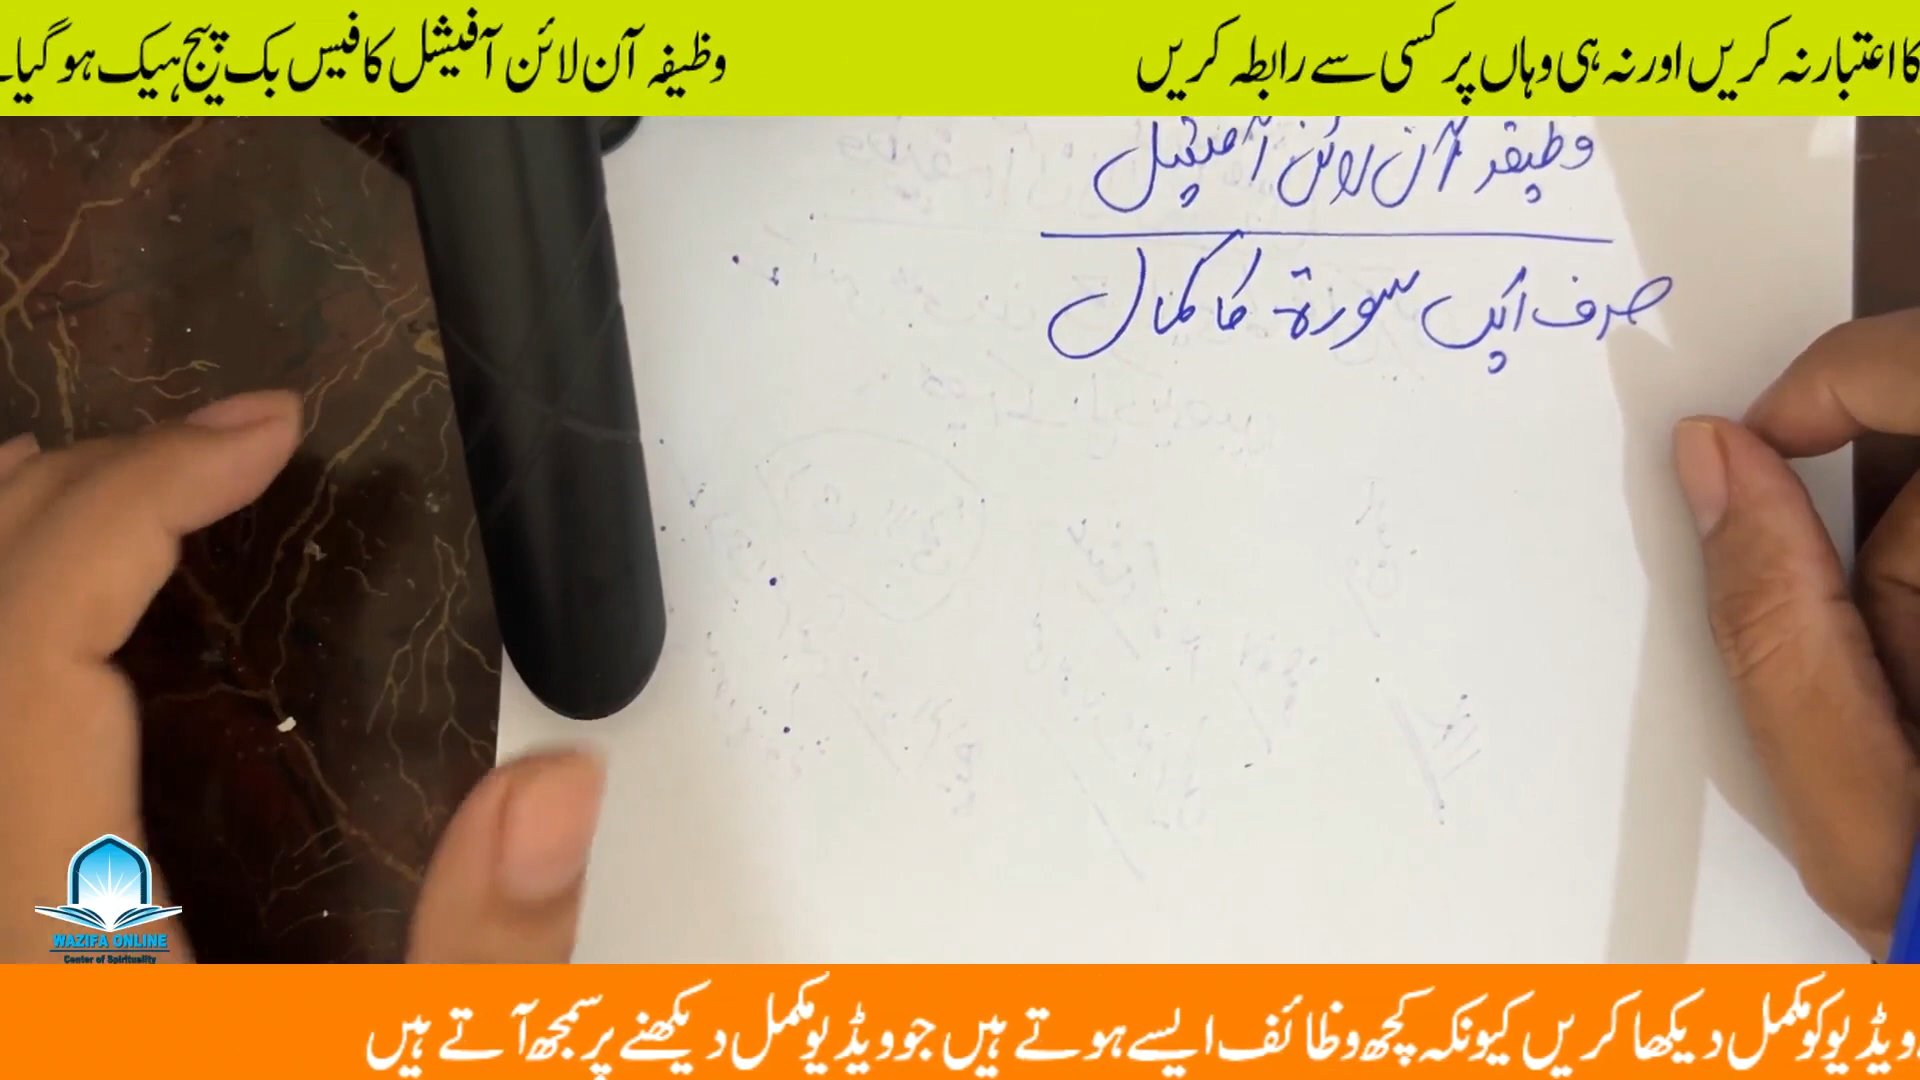 کا اعتبار نہ کریں اور نہ ہی وہاں پر کسی سے رابطہ کریں
وظیفہ آن لائن آفیشل کا فیس بک پیج ہیک ہو گیا
وظیفہ آن لائن آفیشل
صرف ایک سورۃ کا کمال
WAZIFA ONLINE
Center of Spirituality
ویڈیو کو مکمل دیکھا کریں کیونکہ کچھ وظائف ایسے ہوتے ہیں جو ویڈیو مکمل دیکھنے پر سمجھ آتے ہیں